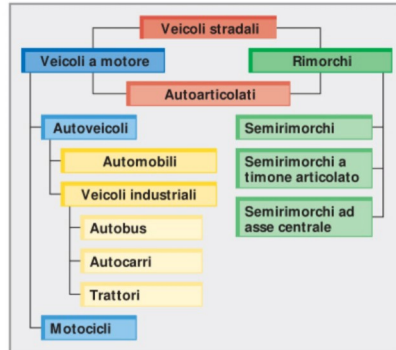 Veicoli stradali
Veicoli a motore
Rimorchi
Autoarticolati
Autoveicoli
Automobili
Veicoli industriali
Autobus
Autocarri
Trattori
Motocicli
Semirimorchi
Semirimorchi a
timone articolato
Semirimorchi ad
asse centrale